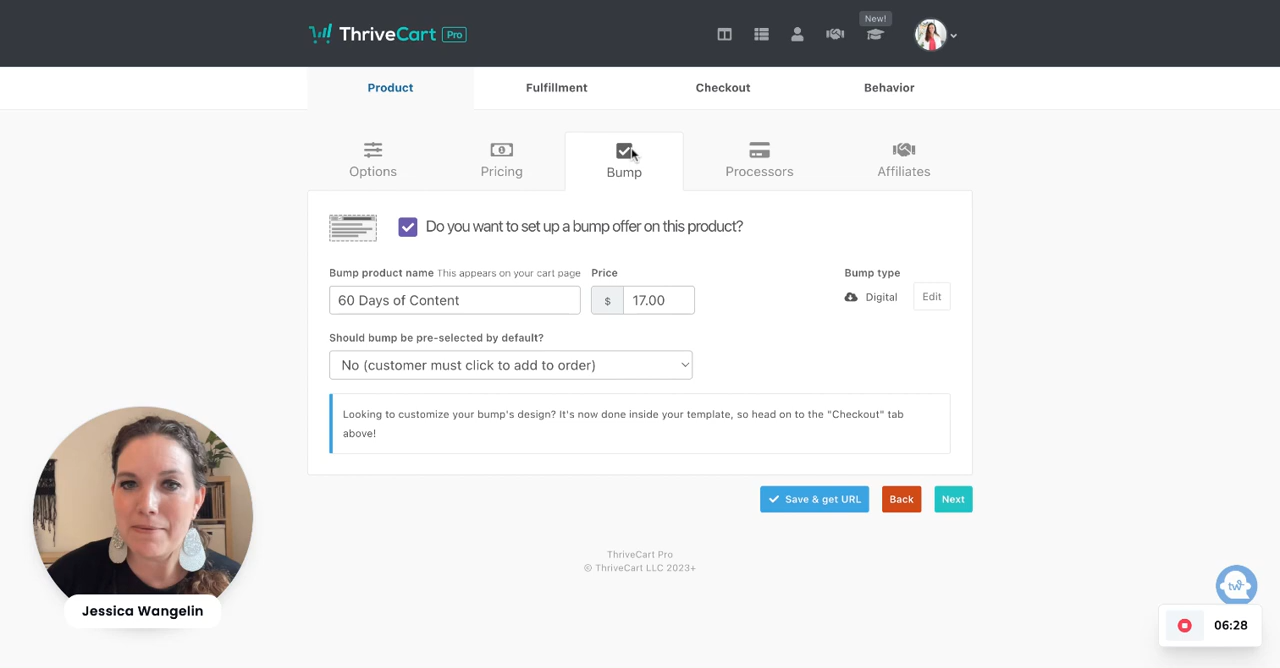 ThriveCart Pro
New!
Product
Fulfillment
Checkout
Behavior
Options
Pricing
Bump
Processors
Affiliates
Do you want to set up a bump offer on this product?
Bump product name This appears on your cart page
Price
Bump type
60 Days of Content
$ 17.00
Digital
Edit
Should bump be pre-selected by default?
No (customer must click to add to order)
Looking to customize your bump's design? It's now done inside your template, so head on to the "Checkout" tab
above!
Save & get URL
Back
Next
ThriveCart Pro
© ThriveCart LLC 2023+
Jessica Wangelin
tw
06:28